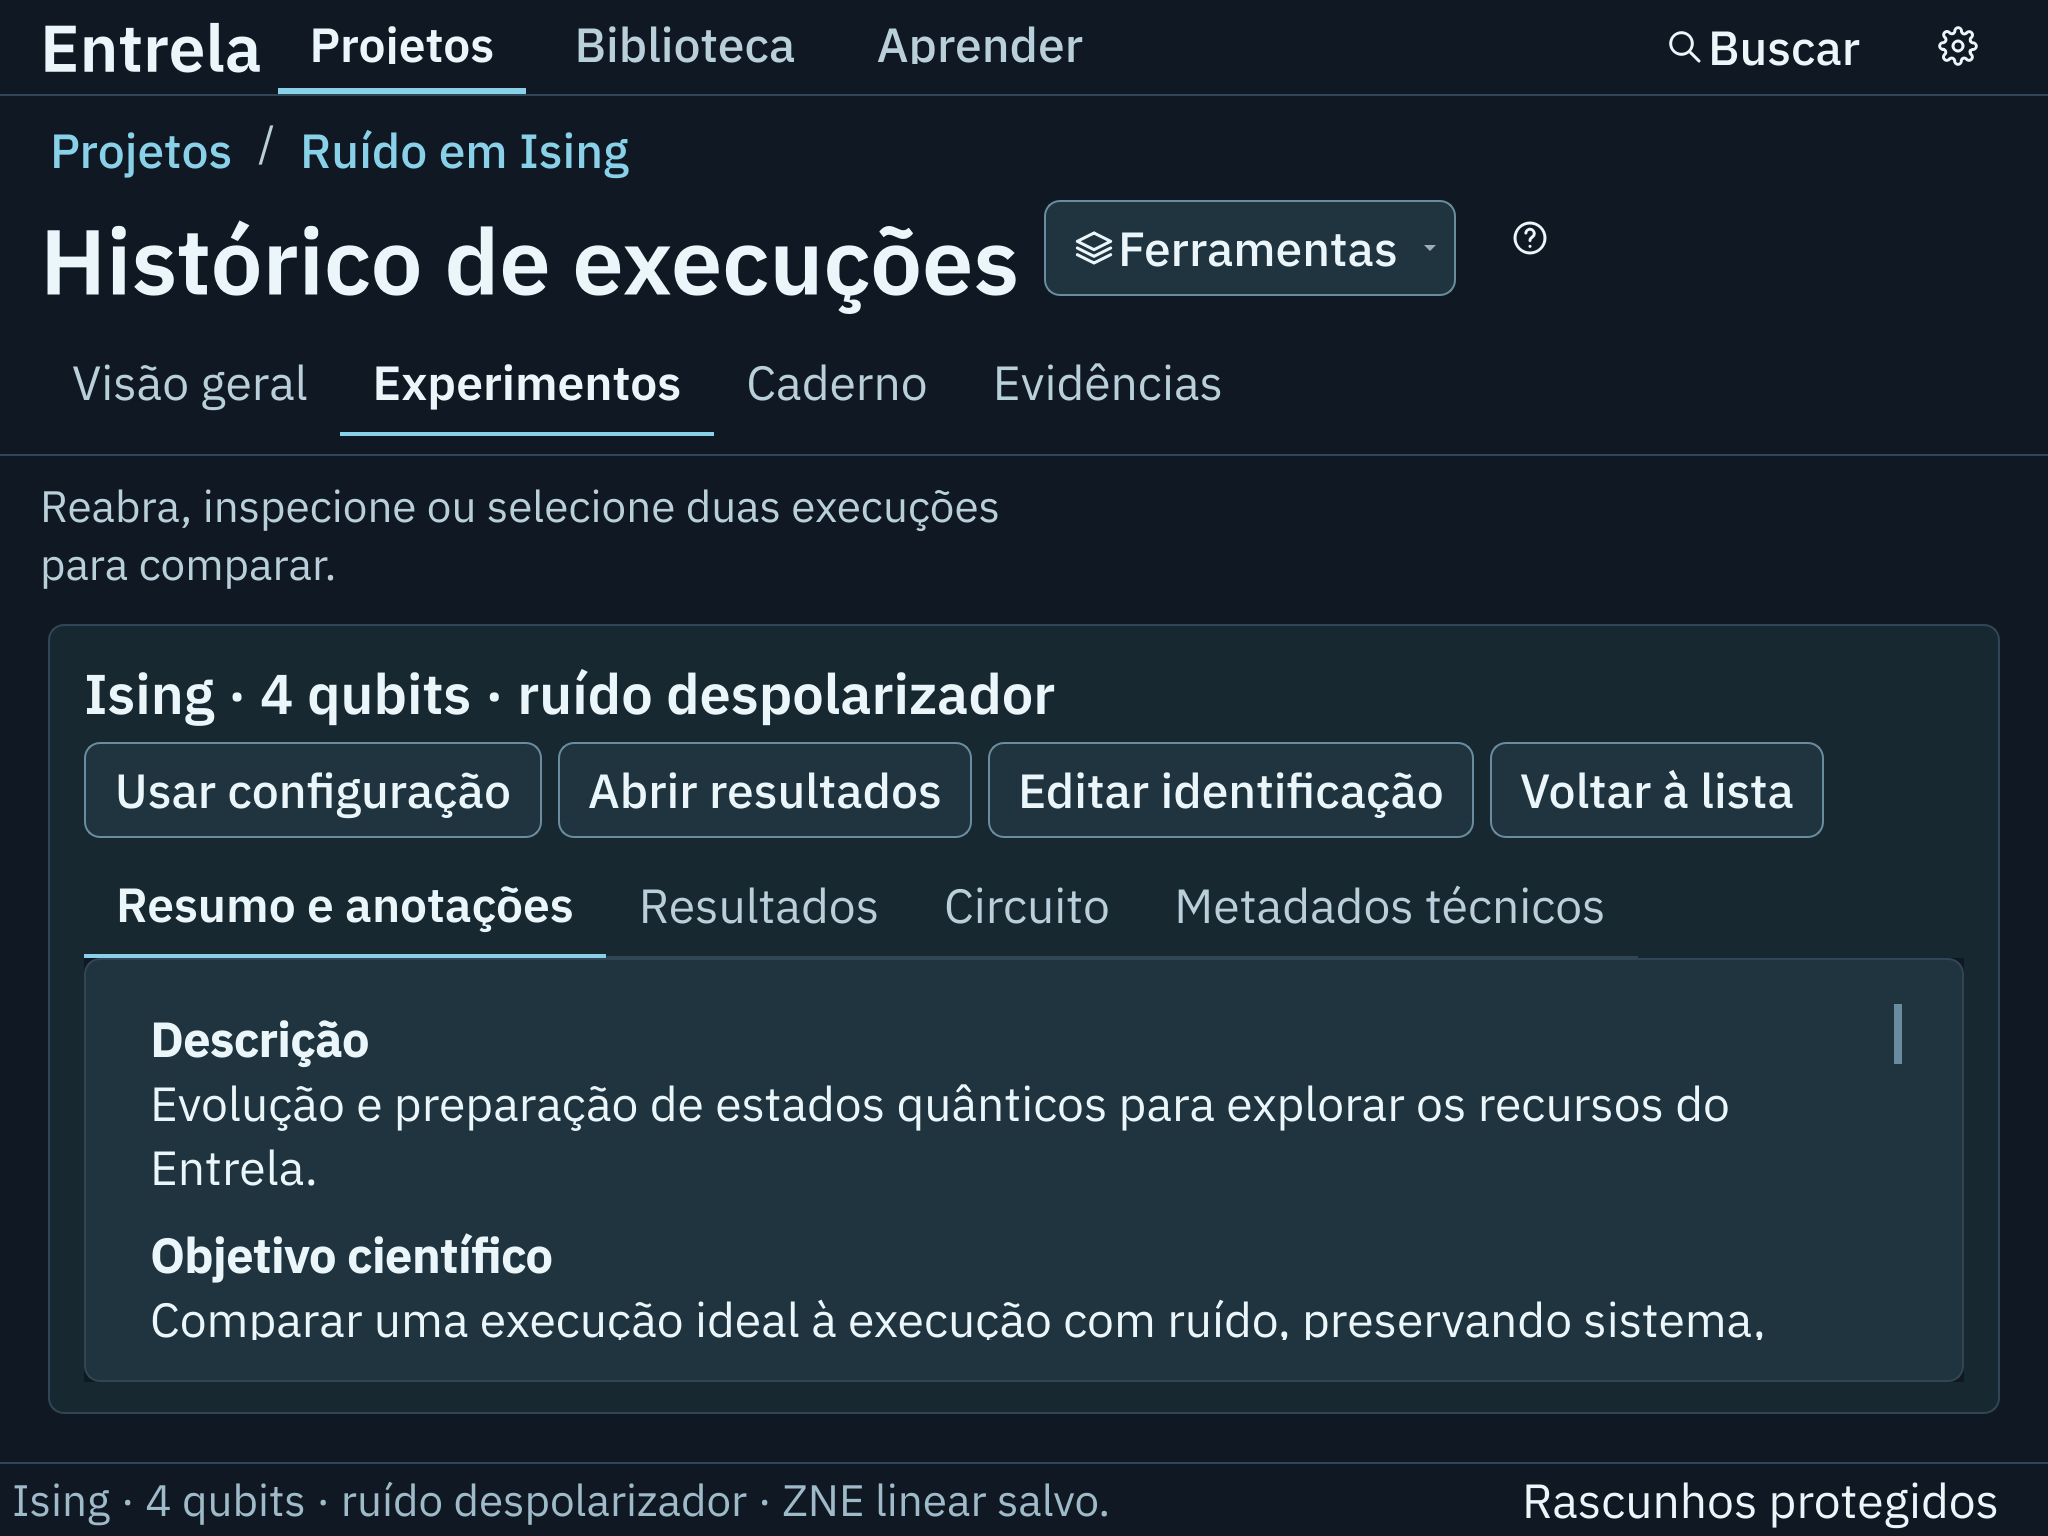 Entrela Projetos Biblioteca Aprender Buscar
Projetos / Ruído em Ising
Histórico de execuções Ferramentas
Visão geral Experimentos Caderno Evidências
Reabra, inspecione ou selecione duas execuções
para comparar.
Ising · 4 qubits · ruído despolarizador
Usar configuração Abrir resultados Editar identificação Voltar à lista
Resumo e anotações Resultados Circuito Metadados técnicos
Descrição
Evolução e preparação de estados quânticos para explorar os recursos do
Entrela.
Objetivo científico
Comparar uma execução ideal à execução com ruído, preservando sistema,
Ising · 4 qubits · ruído despolarizador · ZNE linear salvo. Rascunhos protegidos